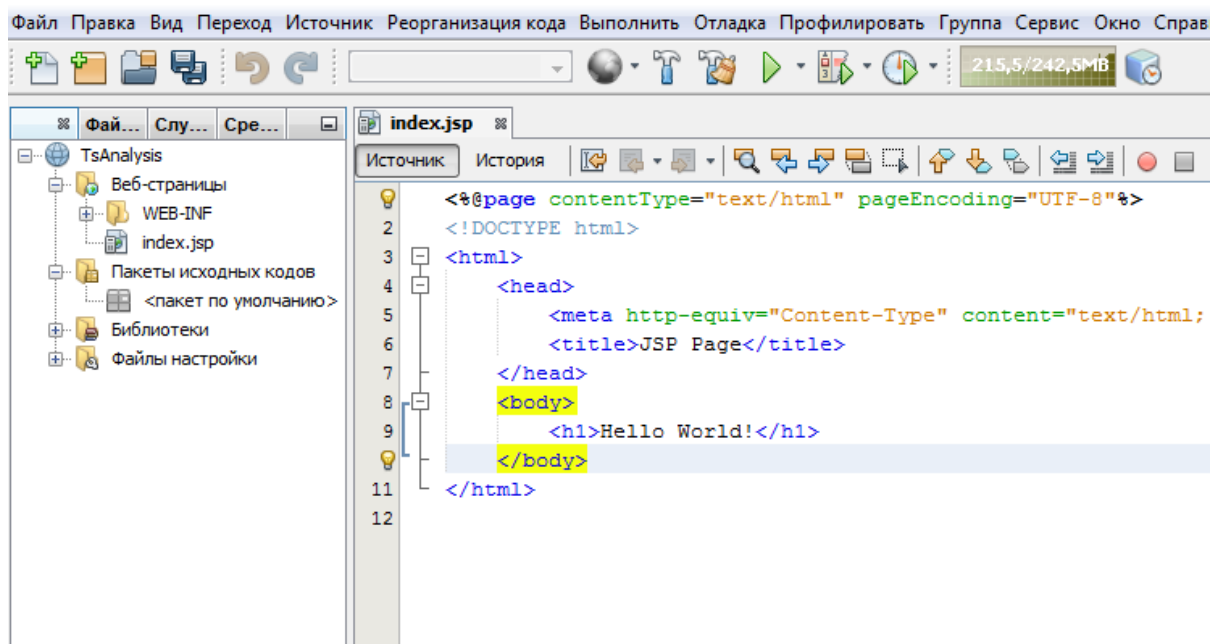 Файл Правка Вид Переход Источник Реорганизация кода Выполнить Отладка Профилировать Группа Сервис Окно Справ
215,5/242,5MB
Фай... Слу... Сре...
TsAnalysis
Веб-страницы
WEB-INF
index.jsp
Пакеты исходных кодов
<пакет по умолчанию>
Библиотеки
Файлы настройки
index.jsp
Источник История
<%@page contentType="text/html" pageEncoding="UTF-8"%>
2 <!DOCTYPE html>
3 <html>
4 <head>
5 <meta http-equiv="Content-Type" content="text/html;
6 <title>JSP Page</title>
7 </head>
8 <body>
9 <h1>Hello World!</h1>
</body>
11 </html>
12